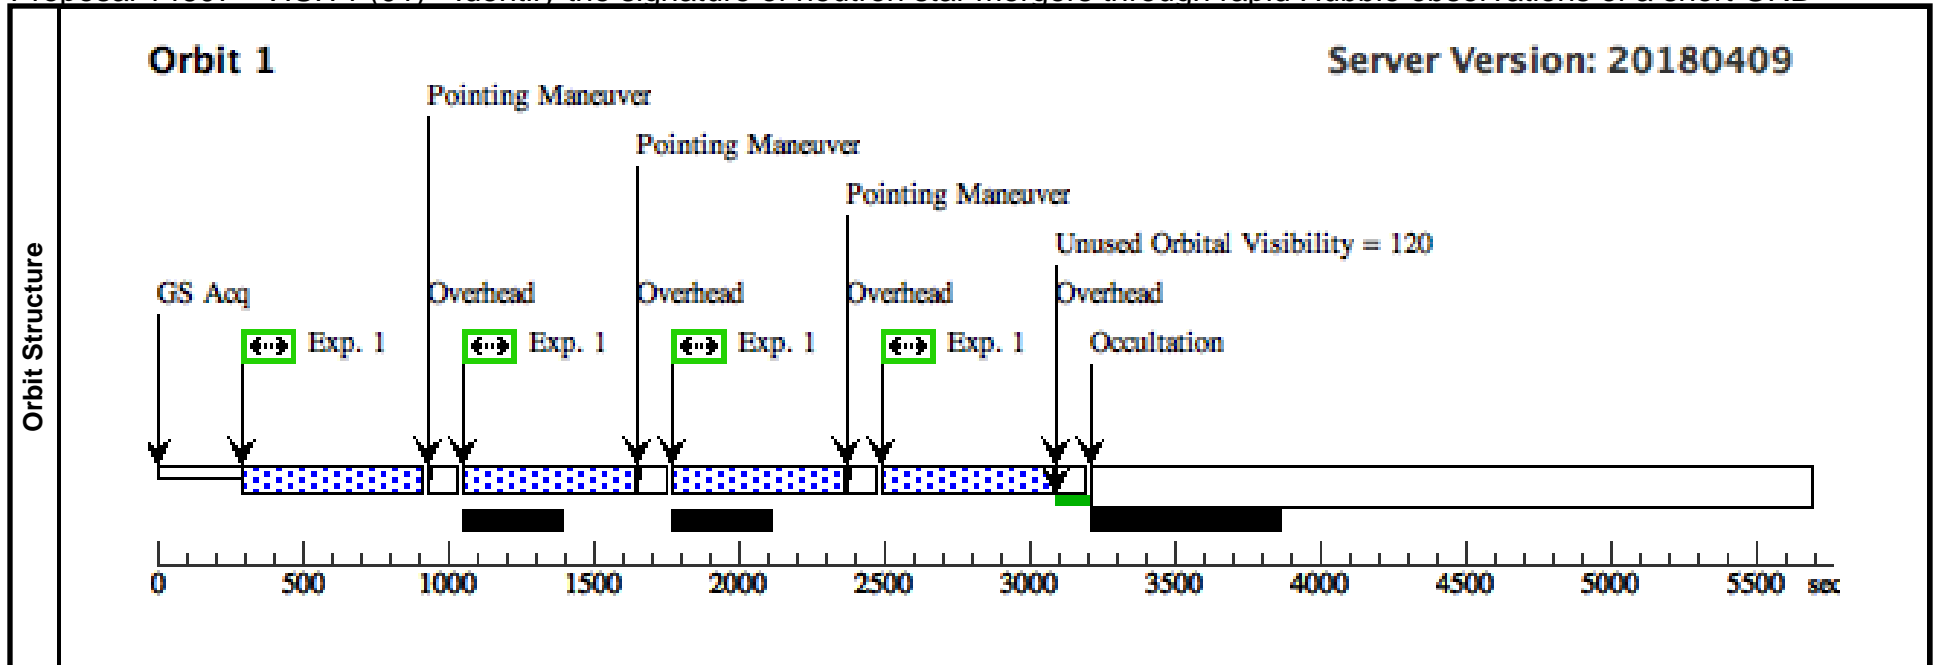 Orbit 1
Server Version: 20180409
Pointing Maneuver
Pointing Maneuver
Pointing Maneuver
Unused Orbital Visibility = 120
GS Acq Overhead Overhead Overhead Overhead
Exp. 1 Exp. 1 Exp. 1 Exp. 1 Occultation
Orbit Structure
0 500 1000 1500 2000 2500 3000 3500 4000 4500 5000 5500 sec